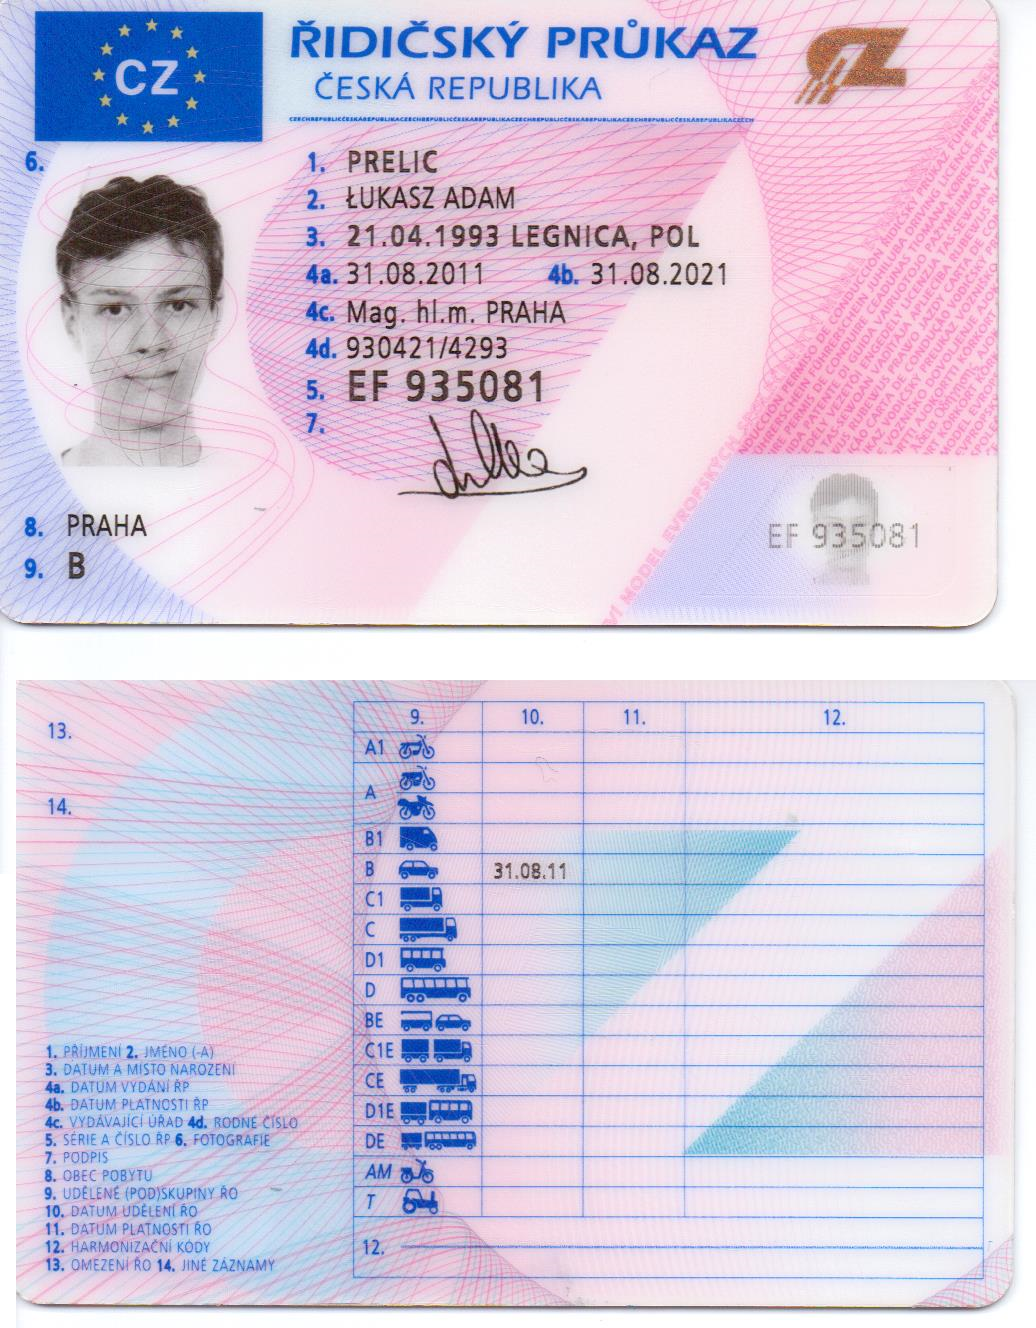 CZ
ŘIDIČSKÝ PRŮKAZ
ČESKÁ REPUBLIKA
6.
1. PRELIC
2. ŁUKASZ ADAM
3. 21.04.1993 LEGNICA, POL
4a. 31.08.2011 4b. 31.08.2021
4c. Mag. hl.m. PRAHA
4d. 930421/4293
5. EF 935081
7.
8. PRAHA
9. B
EF 935081
MODEL EVROPSKÝCH
13.
14.
9. 10. 11. 12.
A1
A
B1
B 31.08.11
C1
C
D1
D
BE
C1E
CE
D1E
DE
AM
T
12.
1. PŘÍJMENÍ 2. JMÉNO (-A)
3. DATUM A MÍSTO NAROZENÍ
4a. DATUM VYDÁNÍ ŘP
4b. DATUM PLATNOSTI ŘP
4c. VYDÁVAJÍCÍ ÚŘAD 4d. RODNÉ ČÍSLO
5. SÉRIE A ČÍSLO ŘP 6. FOTOGRAFIE
7. PODPIS
8. OBEC POBYTU
9. UDĚLENÉ (POD)SKUPINY ŘO
10. DATUM UDĚLENÍ ŘO
11. DATUM PLATNOSTI ŘO
12. HARMONIZAČNÍ KÓDY
13. OMEZENÍ ŘO 14. JINÉ ZÁZNAMY